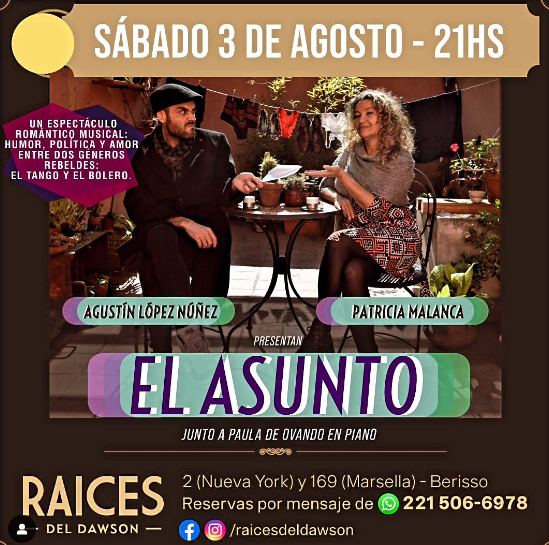 SÁBADO 3 DE AGOSTO - 21HS
UN ESPECTÁCULO
ROMÁNTICO MUSICAL:
HUMOR, POLÍTICA Y AMOR
ENTRE DOS GÉNEROS
REBELDES:
EL TANGO Y EL BOLERO.
AGUSTÍN LÓPEZ NÚÑEZ
PATRICIA MALANCA
PRESENTAN
EL ASUNTO
JUNTO A PAULA DE OVANDO EN PIANO
RAICES
DEL DAWSON
2 (Nueva York) y 169 (Marsella) - Berisso
Reservas por mensaje de 221 506-6978
/raicesdeldawson